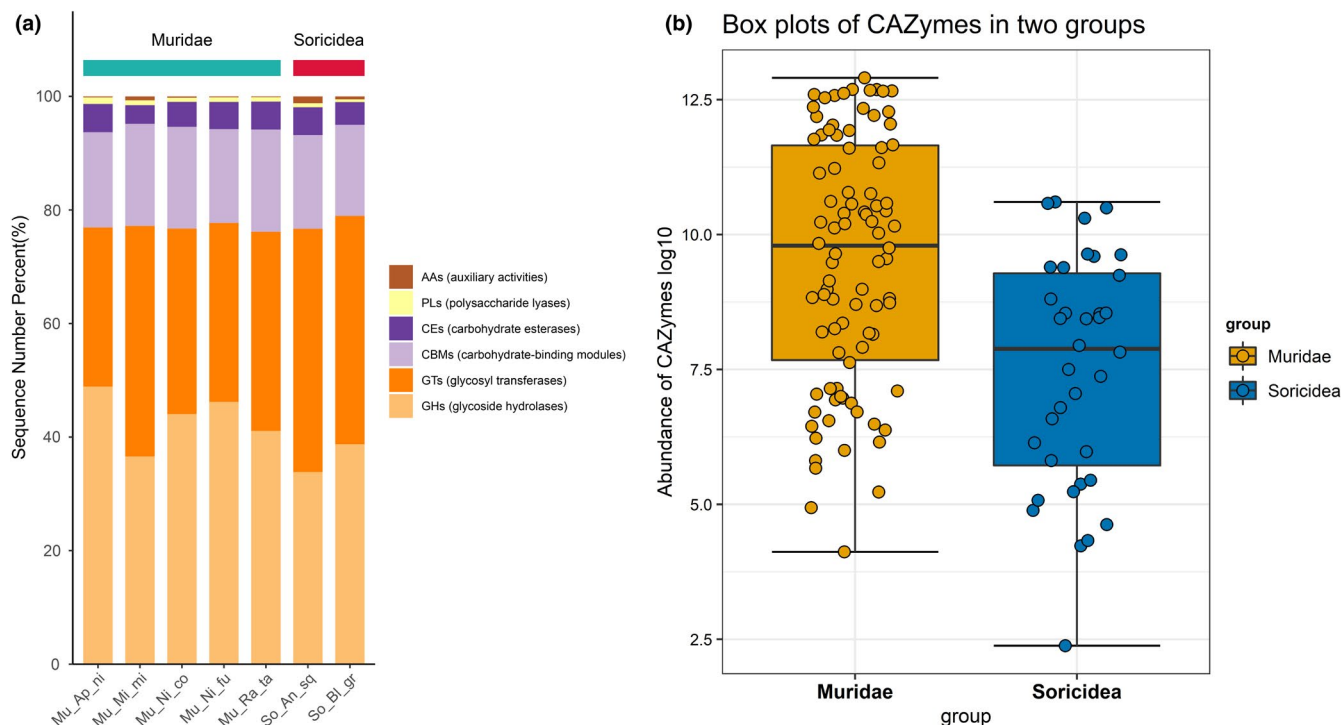 (a)
Muridae
Soricidea
Sequence Number Percent(%)
100
80
60
40
20
0
Mu_Ap_ni
Mu_Mi_mi
Mu_Ni_co
Mu_Ni_fu
Mu_Ra_ta
So_An_sq
So_Bl_gr
AAs (auxiliary activities)
PLs (polysaccharide lyases)
CEs (carbohydrate esterases)
CBMs (carbohydrate-binding modules)
GTs (glycosyl transferases)
GHs (glycoside hydrolases)
(b) Box plots of CAZymes in two groups
Abundance of CAZymes log10
12.5
10.0
7.5
5.0
2.5
Muridae
Soricidea
group
group
Muridae
Soricidea